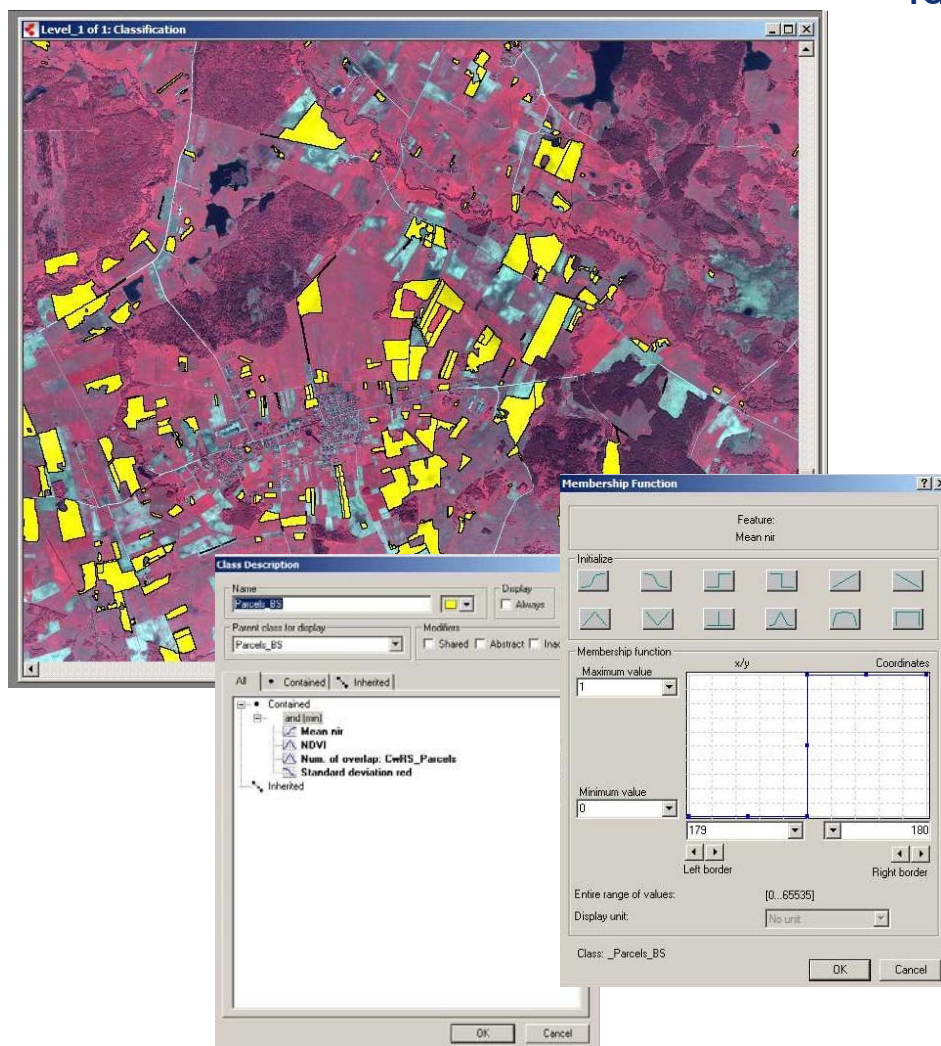 Level_1 of 1: Classification
Class Description
Name
Parcels_BS
Display
Always
Parent class for display
Parcels_BS
Modifiers
Shared
Abstract
All
Contained
Inherited
Contained
and (min)
Mean nir
NDVI
Num. of overlap: CwRS_Parcels
Standard deviation red
Inherited
OK
Cancel
Membership Function
Feature:
Mean nir
Initialize
Membership function
Maximum value
x/y
Coordinates
1
Minimum value
0
179
180
Left border
Right border
Entire range of values:
[0...65535]
Display unit:
No unit
Class: _Parcels_BS
OK
Cancel